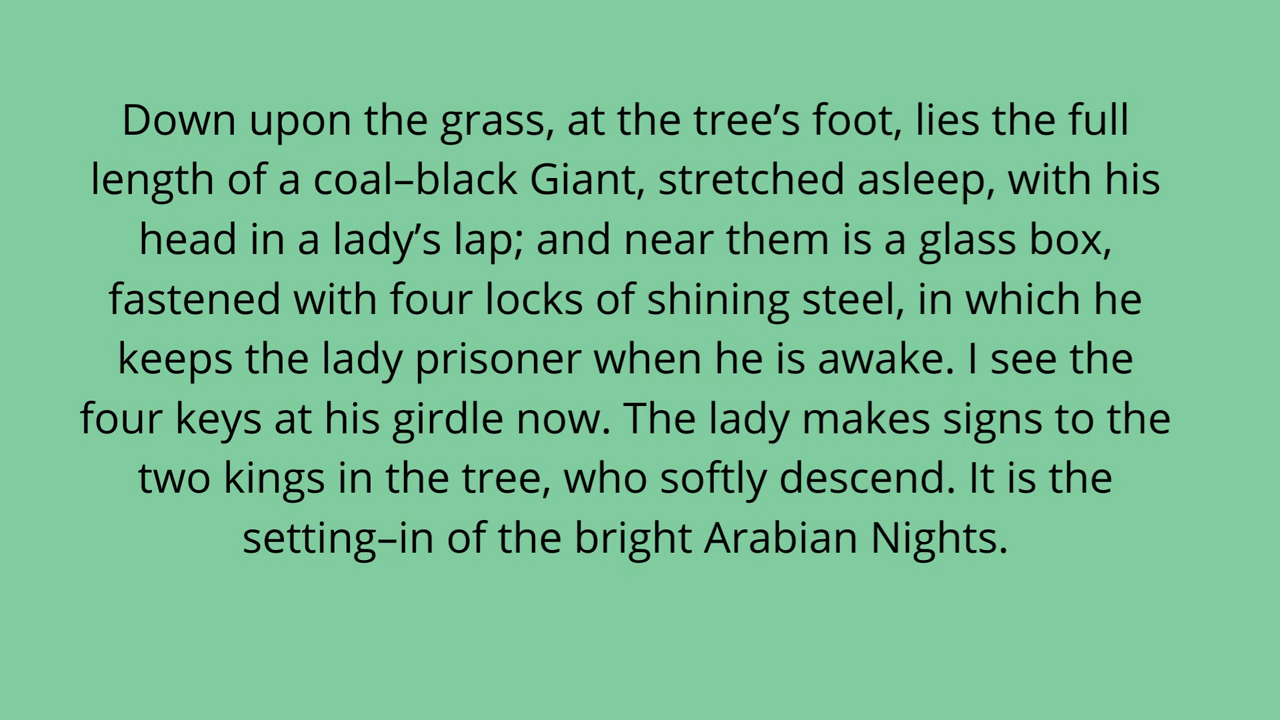 Down upon the grass, at the tree’s foot, lies the full
length of a coal–black Giant, stretched asleep, with his
head in a lady’s lap; and near them is a glass box,
fastened with four locks of shining steel, in which he
keeps the lady prisoner when he is awake. I see the
four keys at his girdle now. The lady makes signs to the
two kings in the tree, who softly descend. It is the
setting–in of the bright Arabian Nights.